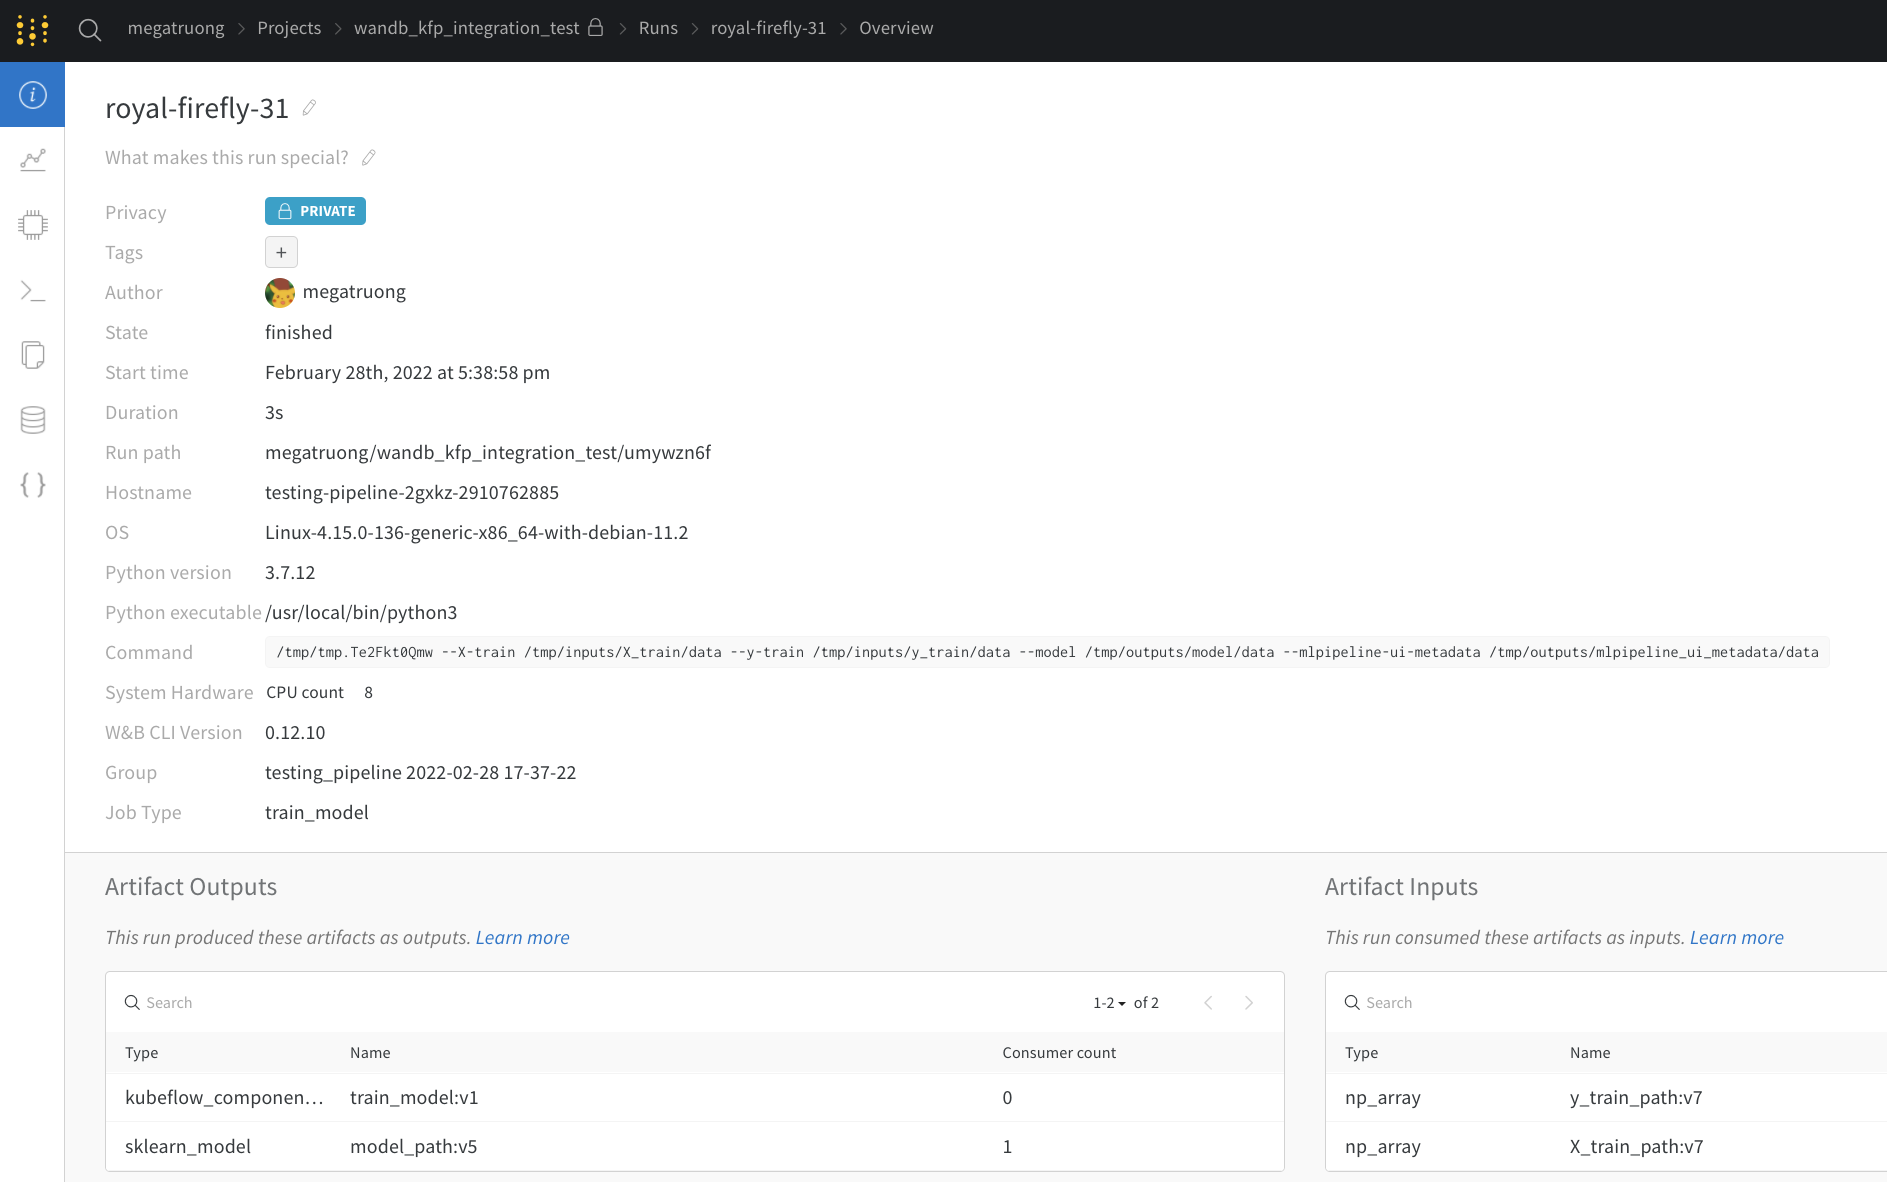 megatruong > Projects > wandb_kfp_integration_test > Runs > royal-firefly-31 > Overview
royal-firefly-31
What makes this run special?
Privacy PRIVATE
Tags +
Author megatruong
State finished
Start time February 28th, 2022 at 5:38:58 pm
Duration 3s
Run path megatruong/wandb_kfp_integration_test/umywzn6f
Hostname testing-pipeline-2gxkz-2910762885
OS Linux-4.15.0-136-generic-x86_64-with-debian-11.2
Python version 3.7.12
Python executable /usr/local/bin/python3
Command /tmp/tmp.Te2Fkt0Qmw --X-train /tmp/inputs/X_train/data --y-train /tmp/inputs/y_train/data --model /tmp/outputs/model/data --mlpipeline-ui-metadata /tmp/outputs/mlpipeline_ui_metadata/data
System Hardware CPU count 8
W&B CLI Version 0.12.10
Group testing_pipeline 2022-02-28 17-37-22
Job Type train_model
Artifact Outputs
This run produced these artifacts as outputs. Learn more
Search 1-2 of 2
Type Name Consumer count
kubeflow_componen... train_model:v1 0
sklearn_model model_path:v5 1
Artifact Inputs
This run consumed these artifacts as inputs. Learn more
Search
Type Name
np_array y_train_path:v7
np_array X_train_path:v7